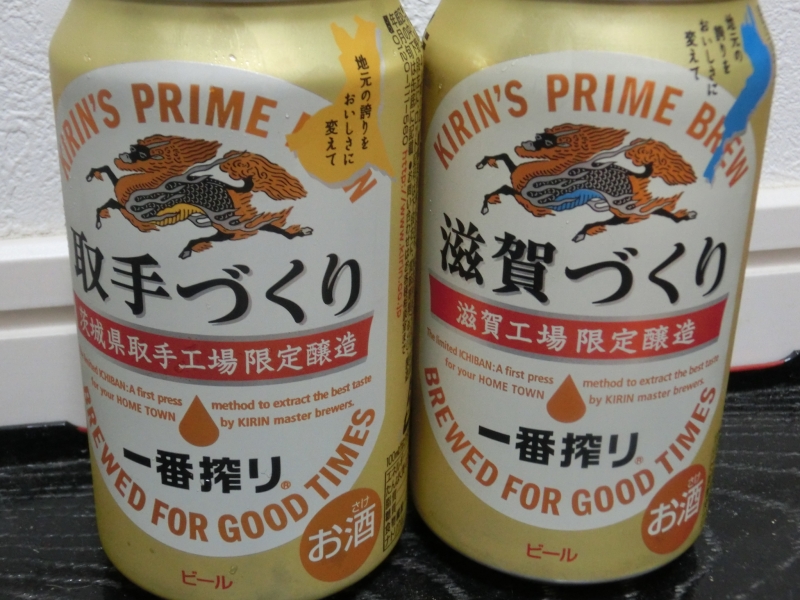 地元の誇りを
おいしさに
変えて
KIRIN'S PRIME
取手づくり
茨城県取手工場 限定醸造
The limited ICHIBAN: A first press
for your HOME TOWN
method to extract the best taste
by KIRIN master brewers.
一番搾り®
BREWED FOR GOOD TIMES
さけ
お酒
ビール
地元の
誇りを
おいしさに
変えて
KIRIN'S PRIME BREW
滋賀づくり
滋賀工場 限定醸造
The limited ICHIBAN: A first press
for your HOME TOWN
method to extract the best taste
by KIRIN master brewers.
一番搾り®
BREWED FOR GOOD TIMES
さけ
お酒
ビール